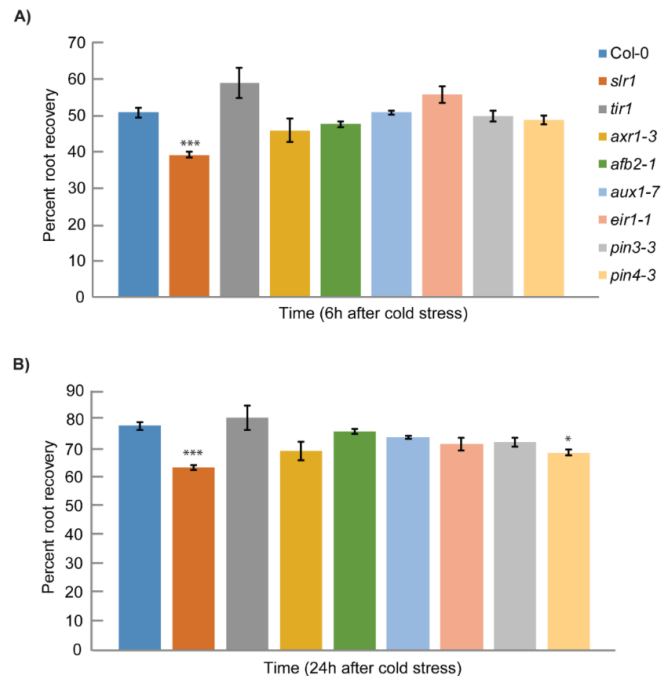 A)
Percent root recovery
70
60
50
40
30
20
10
0
***
Time (6h after cold stress)
Col-0
slr1
tir1
axr1-3
afb2-1
aux1-7
eir1-1
pin3-3
pin4-3
B)
Percent root recovery
90
80
70
60
50
40
30
20
10
0
***
*
Time (24h after cold stress)